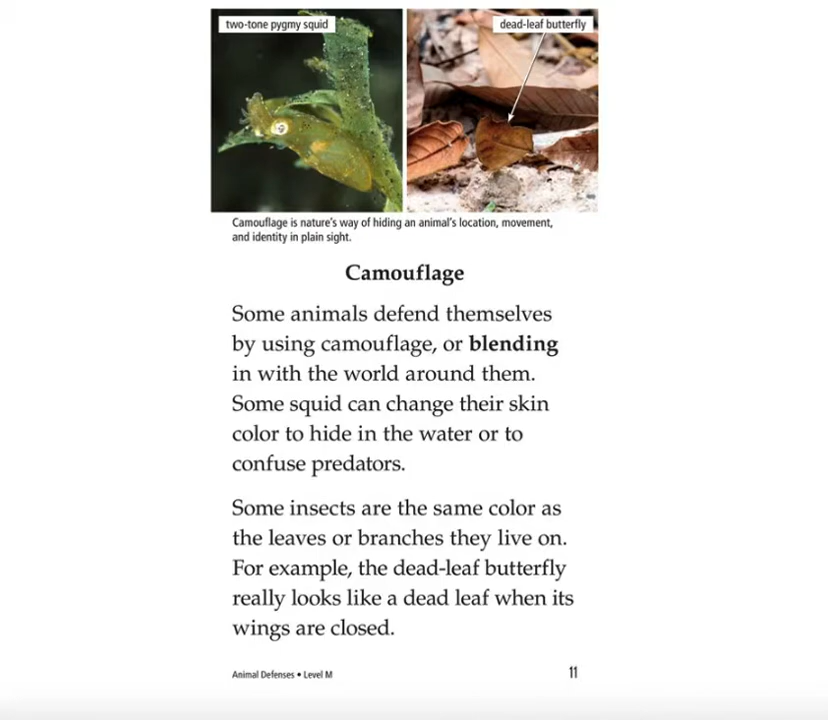 two-tone pygmy squid
dead-leaf butterfly
Camouflage is nature's way of hiding an animal's location, movement,
and identity in plain sight.
Camouflage
Some animals defend themselves
by using camouflage, or blending
in with the world around them.
Some squid can change their skin
color to hide in the water or to
confuse predators.
Some insects are the same color as
the leaves or branches they live on.
For example, the dead-leaf butterfly
really looks like a dead leaf when its
wings are closed.
Animal Defenses • Level M
11